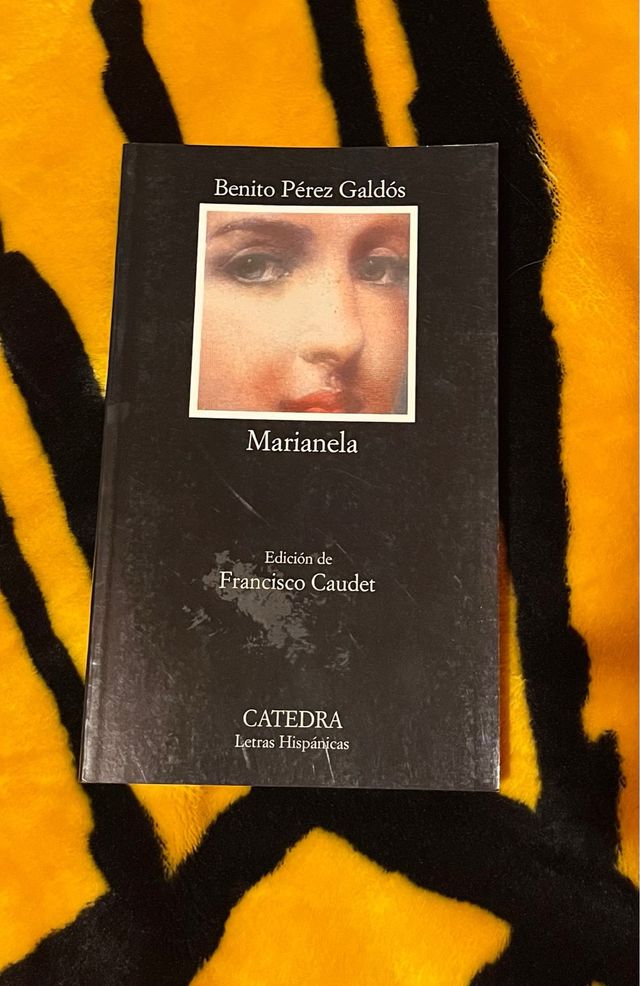 Benito Pérez Galdós
Marianela
Edición de
Francisco Caudet
CATEDRA
Letras Hispánicas